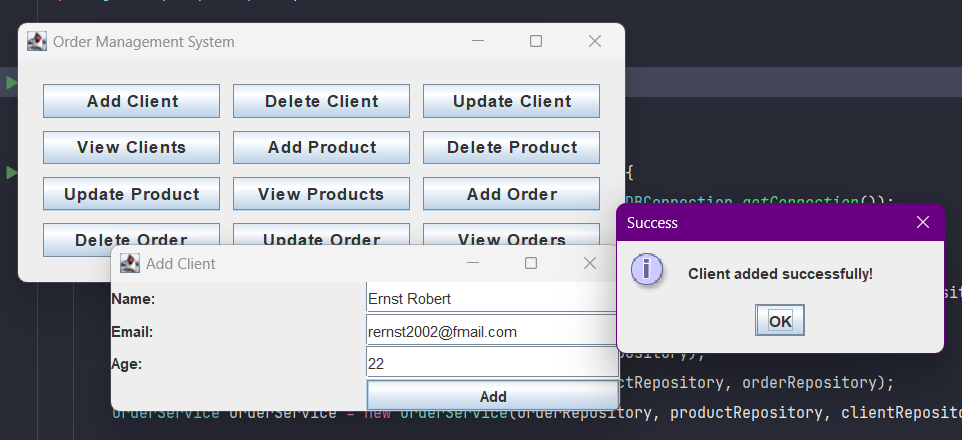 Order Management System
Add Client
Delete Client
Update Client
View Clients
Add Product
Delete Product
Update Product
View Products
Add Order
Delete Order
Update Order
View Orders
{
DBConnection.getConnection());
Success
Client added successfully!
OK
Add Client
Name:
Ernst Robert
Email:
rernst2002@fmail.com
Age:
22
Add
ository);
ctRepository, orderRepository);
OrderService orderService = new OrderService(orderRepository, productRepository, clientReposito